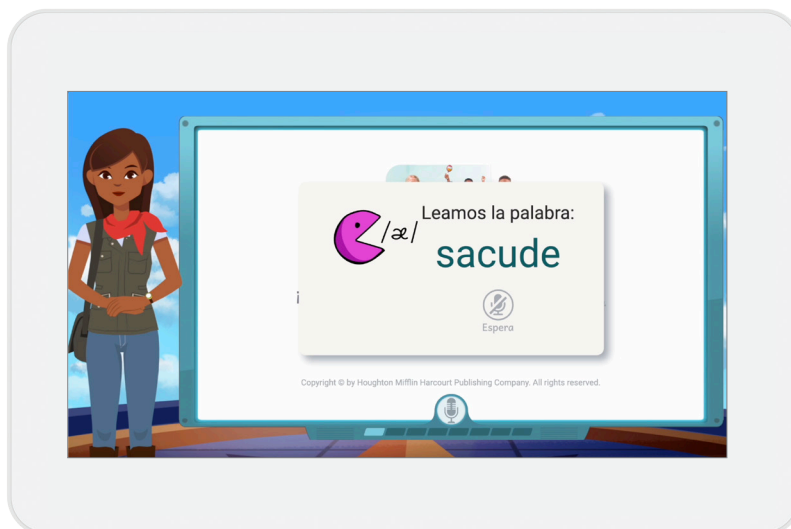 Leamos la palabra:
/æ/
sacude
Espera
Copyright © by Houghton Mifflin Harcourt Publishing Company. All rights reserved.